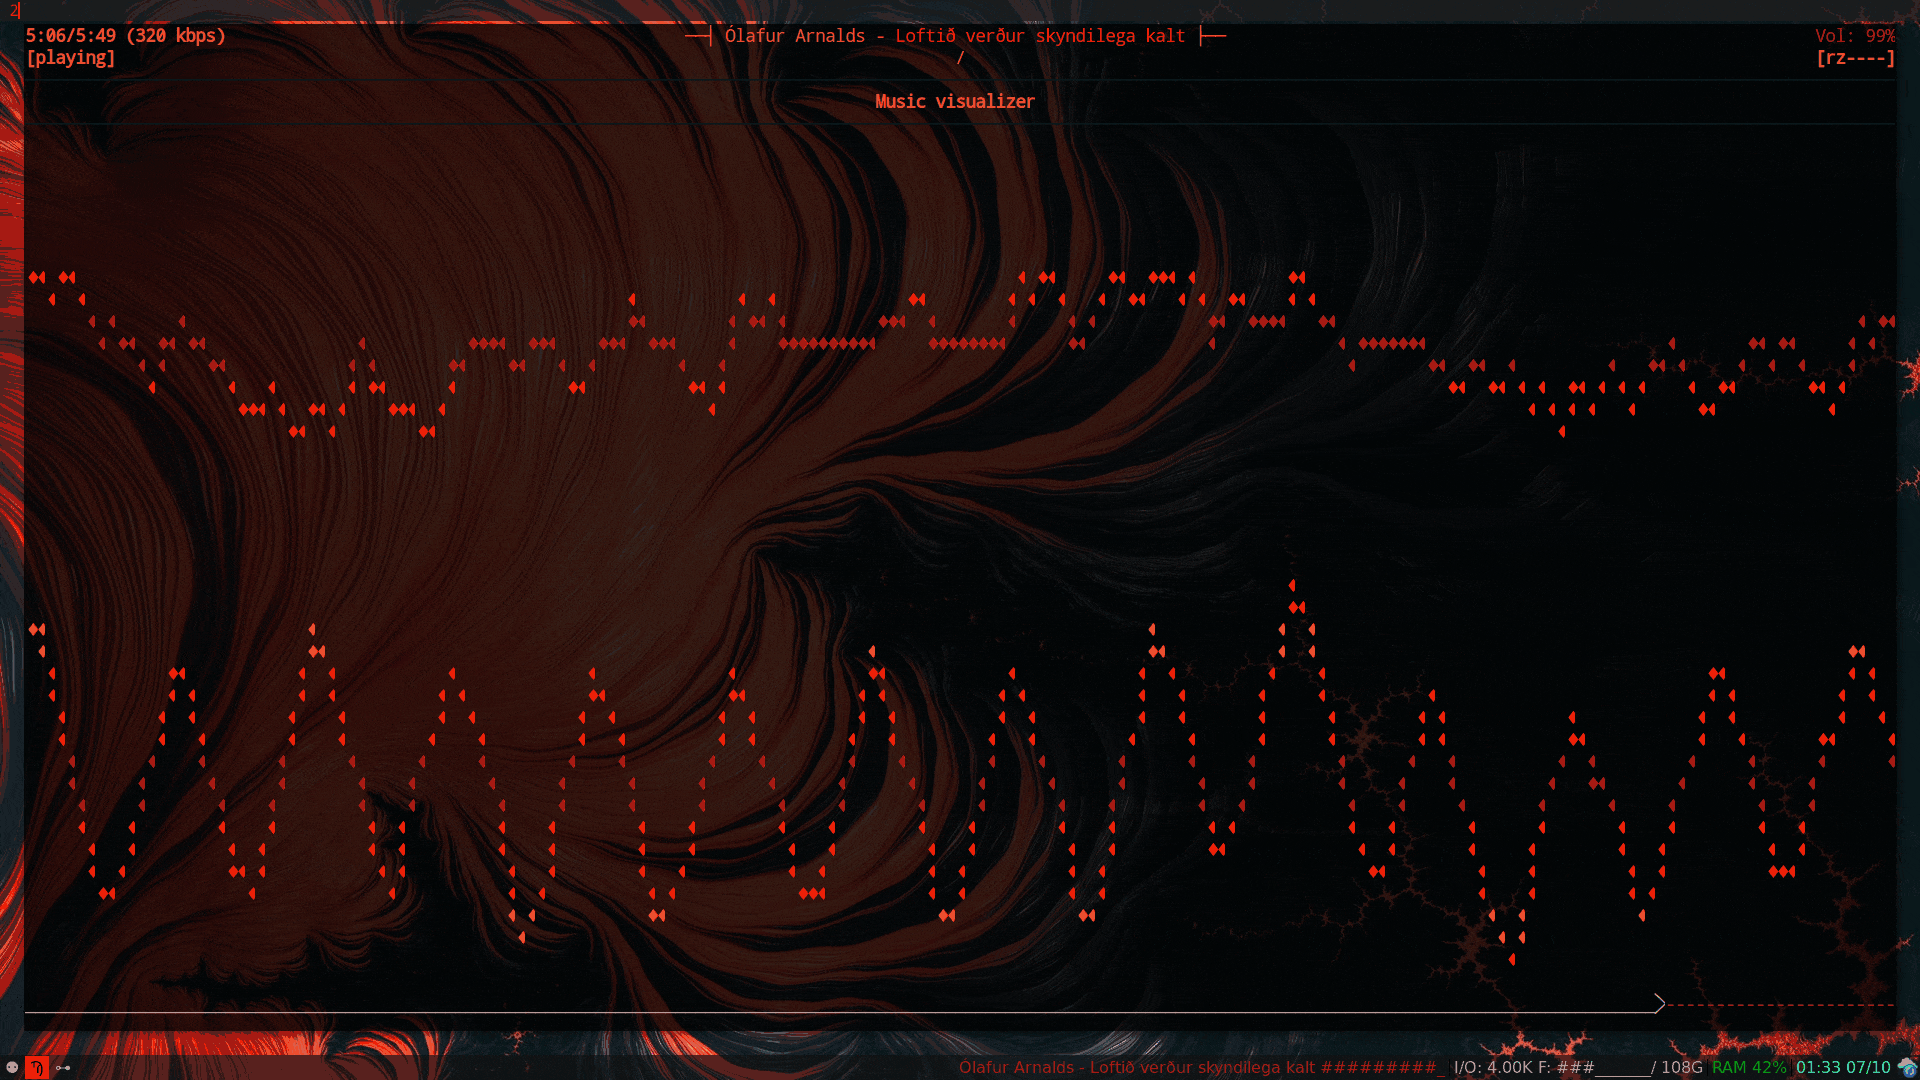 2
5:06/5:49 (320 kbps) ──┤ Ólafur Arnalds - Loftið verður skyndilega kalt ├── Vol: 99%
[playing] / [rz----]
Music visualizer
Ólafur Arnalds - Loftið verður skyndilega kalt #########_ I/O: 4.00K F: ###______/ 108G RAM 42% 01:33 07/10